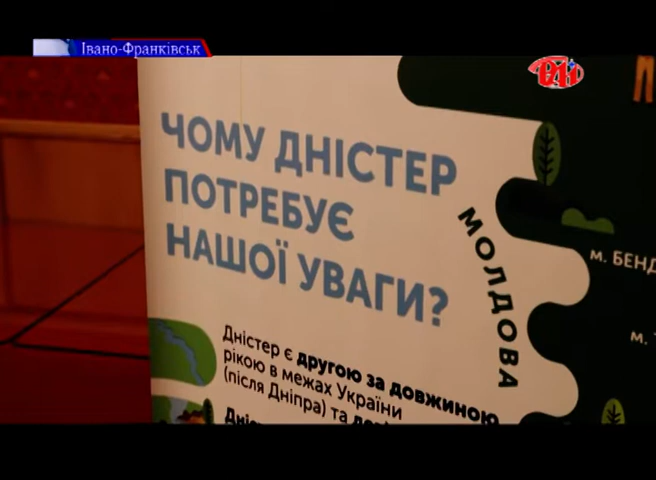 Івано-Франківськ
РАІ
ЧОМУ ДНІСТЕР
ПОТРЕБУЄ
НАШОЇ УВАГИ?
МОЛДОВА
м. БЕНД
м.
Дністер є другою за довжиною
рікою в межах України
(після Дніпра) та